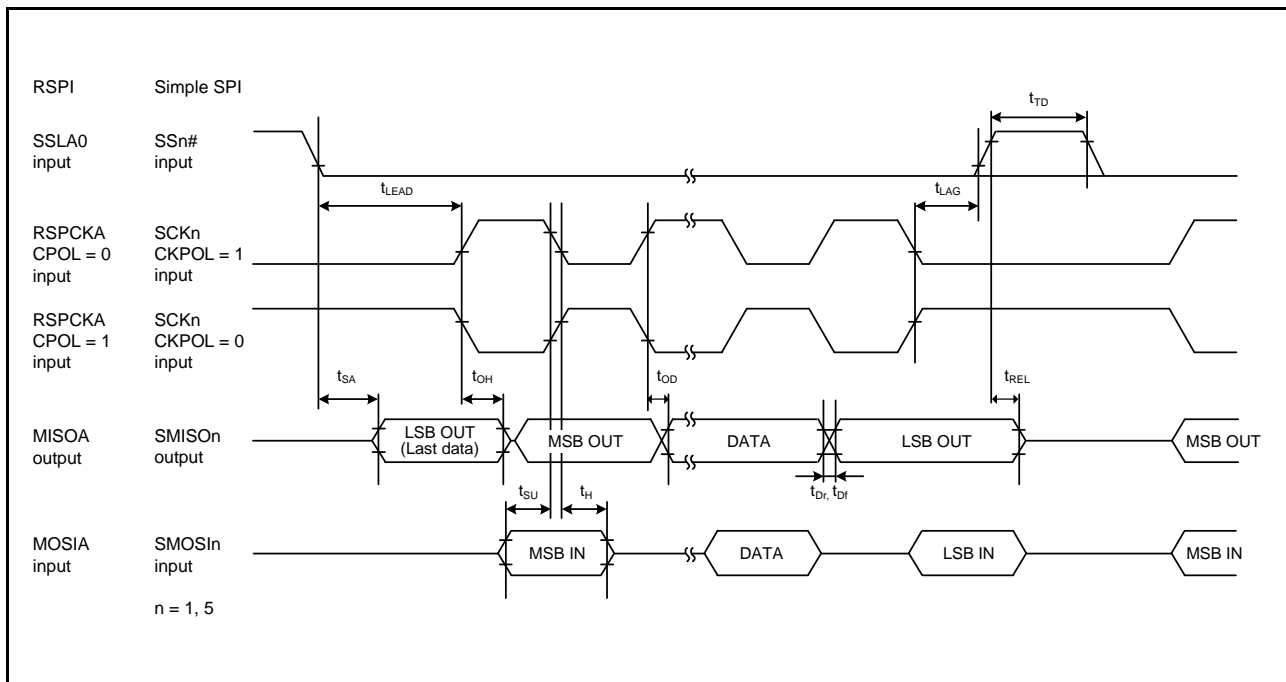 RSPI Simple SPI
t_TD
SSLA0 SSn#
input input
t_LEAD t_LAG
RSPCKA SCKn
CPOL = 0 CKPOL = 1
input input
RSPCKA SCKn
CPOL = 1 CKPOL = 0
input input
t_SA t_OH t_OD t_REL
MISOA SMISOn
output output
LSB OUT
(Last data)
MSB OUT DATA LSB OUT MSB OUT
t_SU t_H t_Dr, t_Df
MOSIA SMOSIn
input input
MSB IN DATA LSB IN MSB IN
n = 1, 5